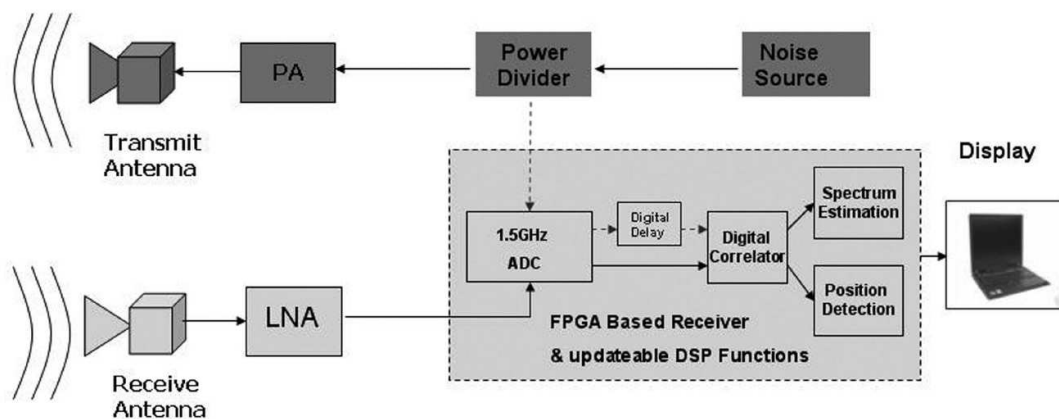 PA
Power
Divider
Noise
Source
Transmit
Antenna
Display
1.5GHz
ADC
Digital
Delay
Digital
Correlator
Spectrum
Estimation
Position
Detection
LNA
FPGA Based Receiver
& updateable DSP Functions
Receive
Antenna